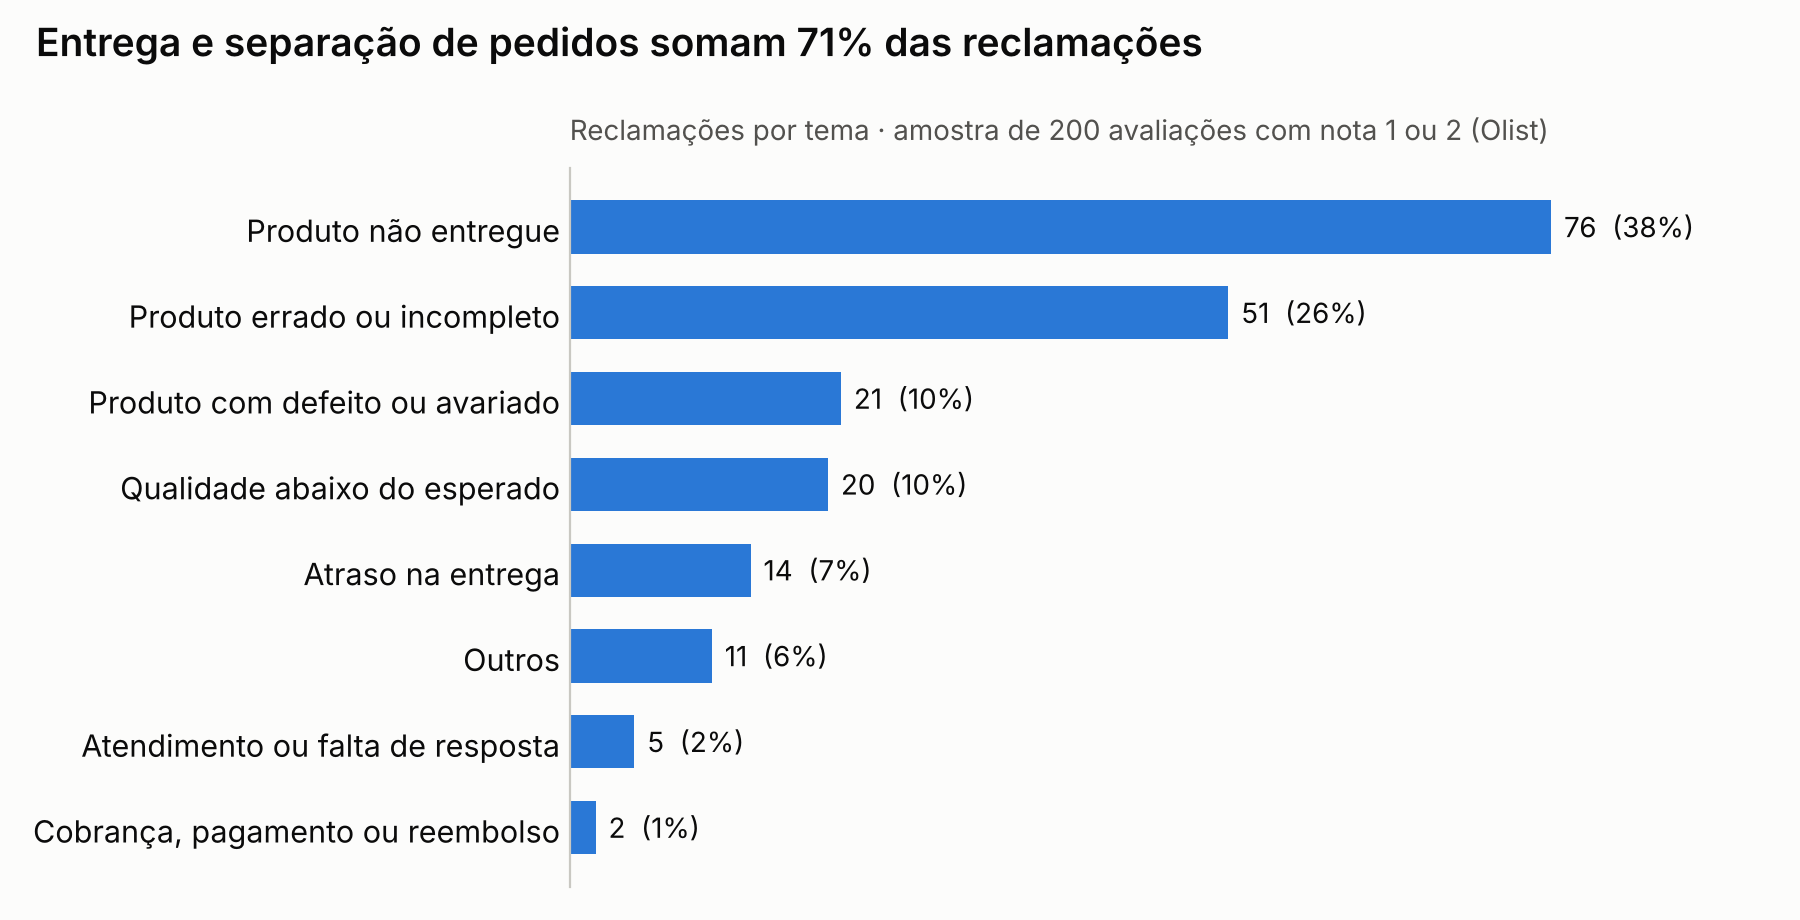 Entrega e separação de pedidos somam 71% das reclamações
Reclamações por tema · amostra de 200 avaliações com nota 1 ou 2 (Olist)
Produto não entregue 76 (38%)
Produto errado ou incompleto 51 (26%)
Produto com defeito ou avariado 21 (10%)
Qualidade abaixo do esperado 20 (10%)
Atraso na entrega 14 (7%)
Outros 11 (6%)
Atendimento ou falta de resposta 5 (2%)
Cobrança, pagamento ou reembolso 2 (1%)